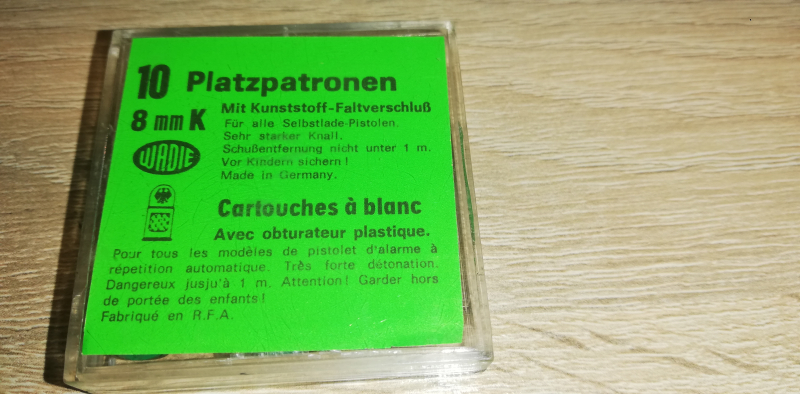 10 Platzpatronen
8 mm K
Mit Kunststoff-Faltverschluß
Für alle Selbstlade-Pistolen.
Sehr starker Knall.
Schußentfernung nicht unter 1 m.
Vor Kindern sichern!
Made in Germany.
WADIE
Cartouches à blanc
Avec obturateur plastique.
Pour tous les modèles de pistolet d'alarme à
répétition automatique. Très forte détonation.
Dangereux jusju'à 1 m. Attention! Garder hors
de portée des enfants!
Fabriqué en R.F.A.